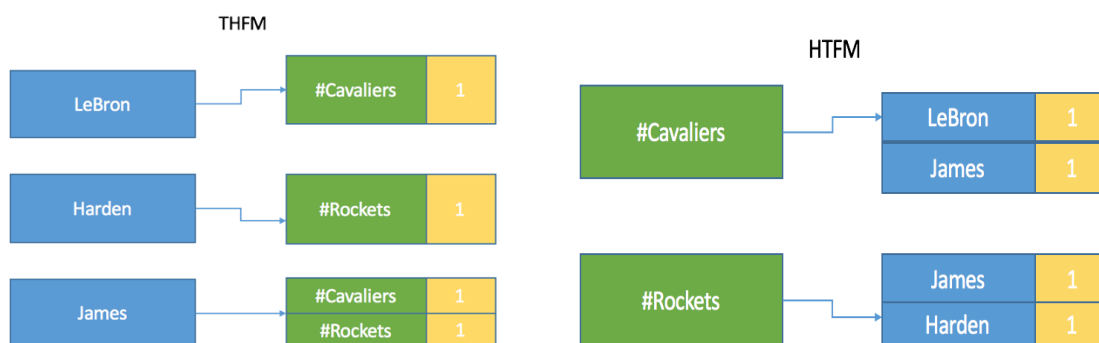 THFM
LeBron
#Cavaliers 1
Harden
#Rockets 1
James
#Cavaliers 1
#Rockets 1
HTFM
#Cavaliers
LeBron 1
James 1
#Rockets
James 1
Harden 1